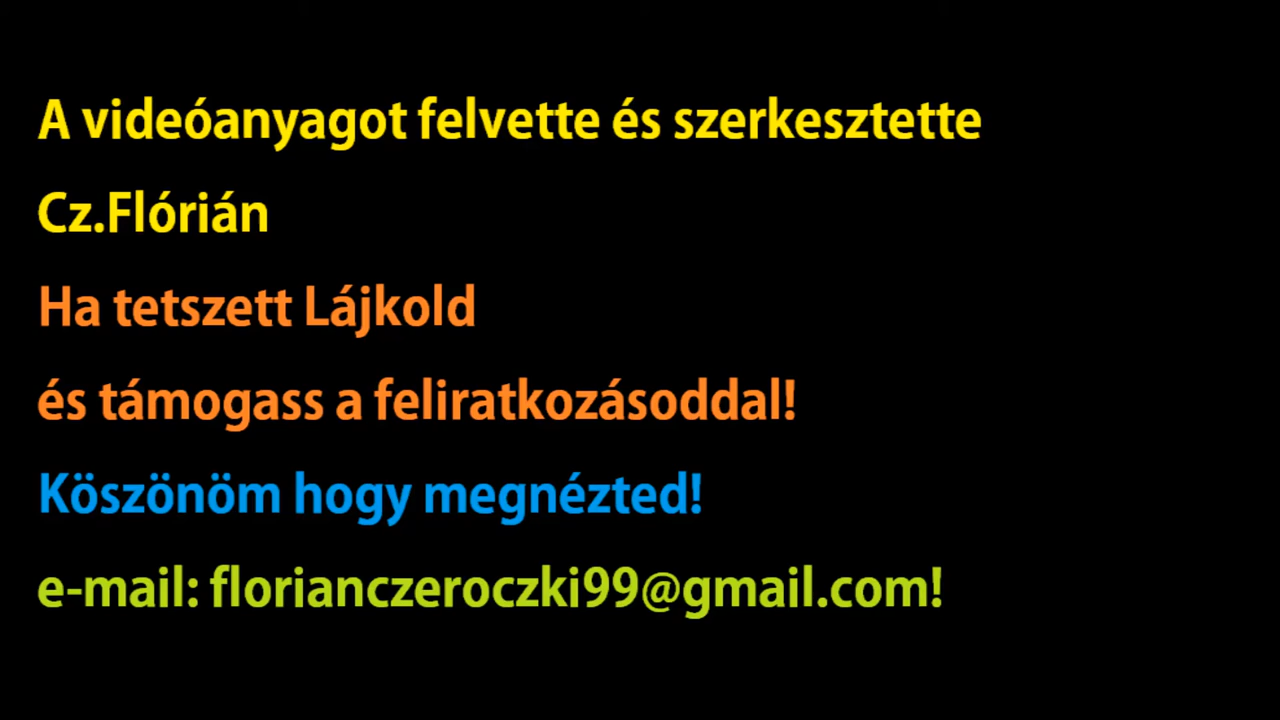 A videóanyagot felvette és szerkesztette
Cz.Flórián
Ha tetszett Lájkold
és támogass a feliratkozásoddal!
Köszönöm hogy megnézted!
e-mail: florianczeroczki99@gmail.com!